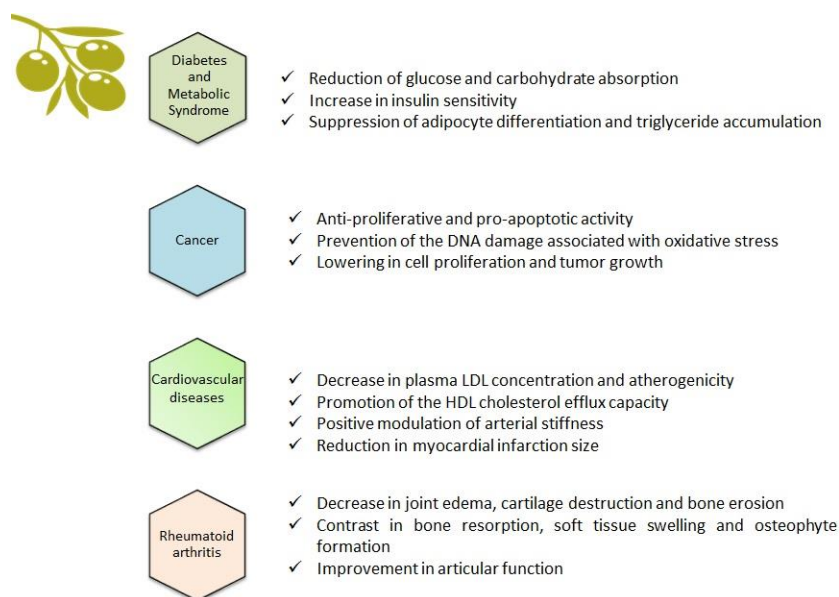 Diabetes
and
Metabolic
Syndrome
✓ Reduction of glucose and carbohydrate absorption
✓ Increase in insulin sensitivity
✓ Suppression of adipocyte differentiation and triglyceride accumulation
Cancer
✓ Anti-proliferative and pro-apoptotic activity
✓ Prevention of the DNA damage associated with oxidative stress
✓ Lowering in cell proliferation and tumor growth
Cardiovascular
diseases
✓ Decrease in plasma LDL concentration and atherogenicity
✓ Promotion of the HDL cholesterol efflux capacity
✓ Positive modulation of arterial stiffness
✓ Reduction in myocardial infarction size
Rheumatoid
arthritis
✓ Decrease in joint edema, cartilage destruction and bone erosion
✓ Contrast in bone resorption, soft tissue swelling and osteophyte
formation
✓ Improvement in articular function